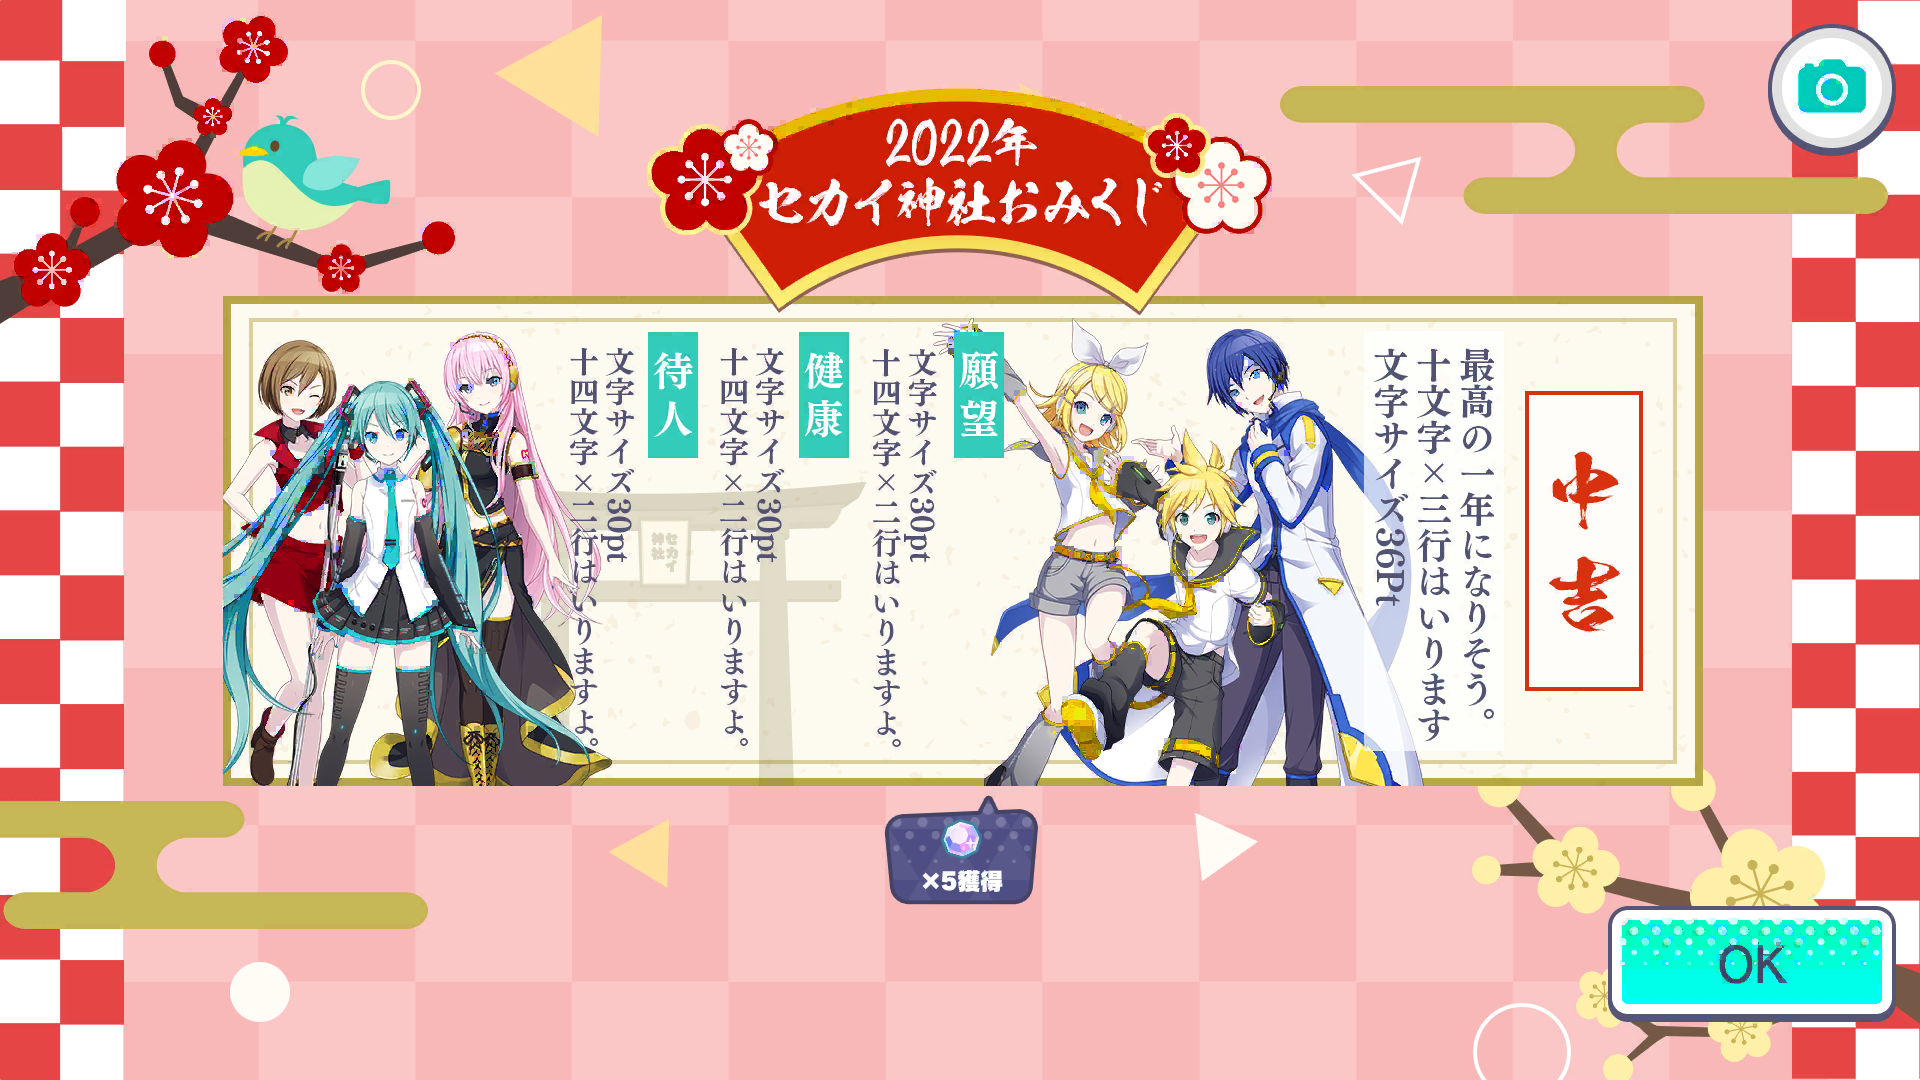 2022年
セカイ神社おみくじ
中吉
最高の一年になりそう。
十文字×三行はいります
文字サイズ36Pt
願望
文字サイズ30pt
十四文字×二行はいりますよ。
健康
文字サイズ30pt
十四文字×二行はいりますよ。
待人
文字サイズ30pt
十四文字×二行はいりますよ。
セカイ
神社
×5獲得
OK